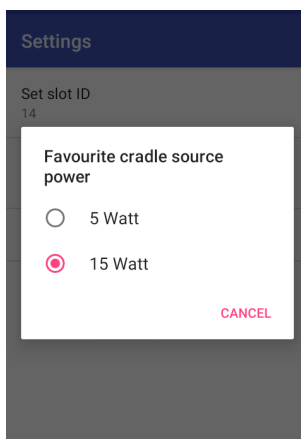 Settings
Set slot ID
14
Favourite cradle source
power
5 Watt
15 Watt
CANCEL